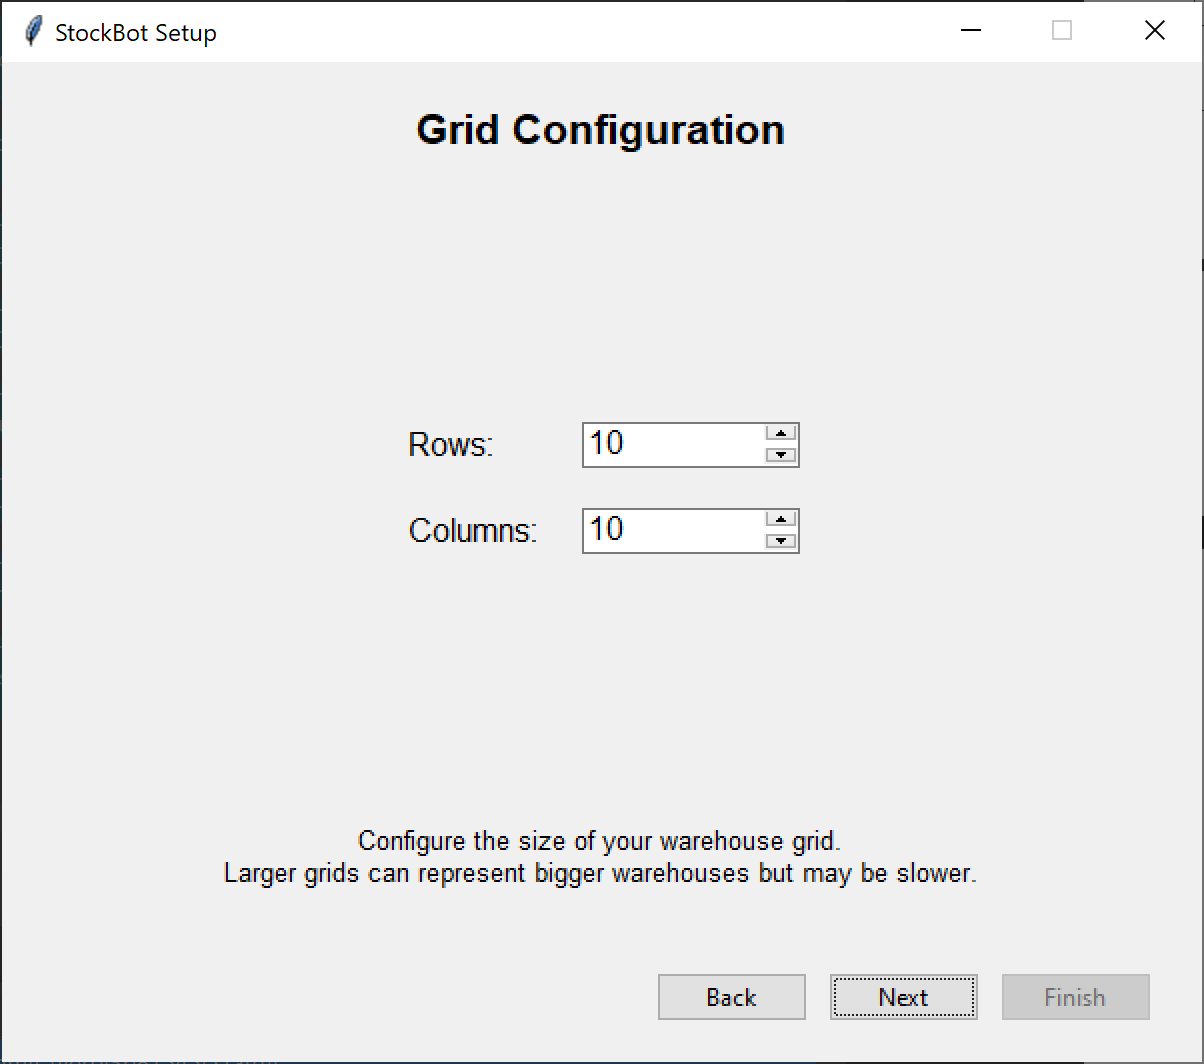 StockBot Setup
Grid Configuration
Rows: 10
Columns: 10
Configure the size of your warehouse grid.
Larger grids can represent bigger warehouses but may be slower.
Back Next Finish